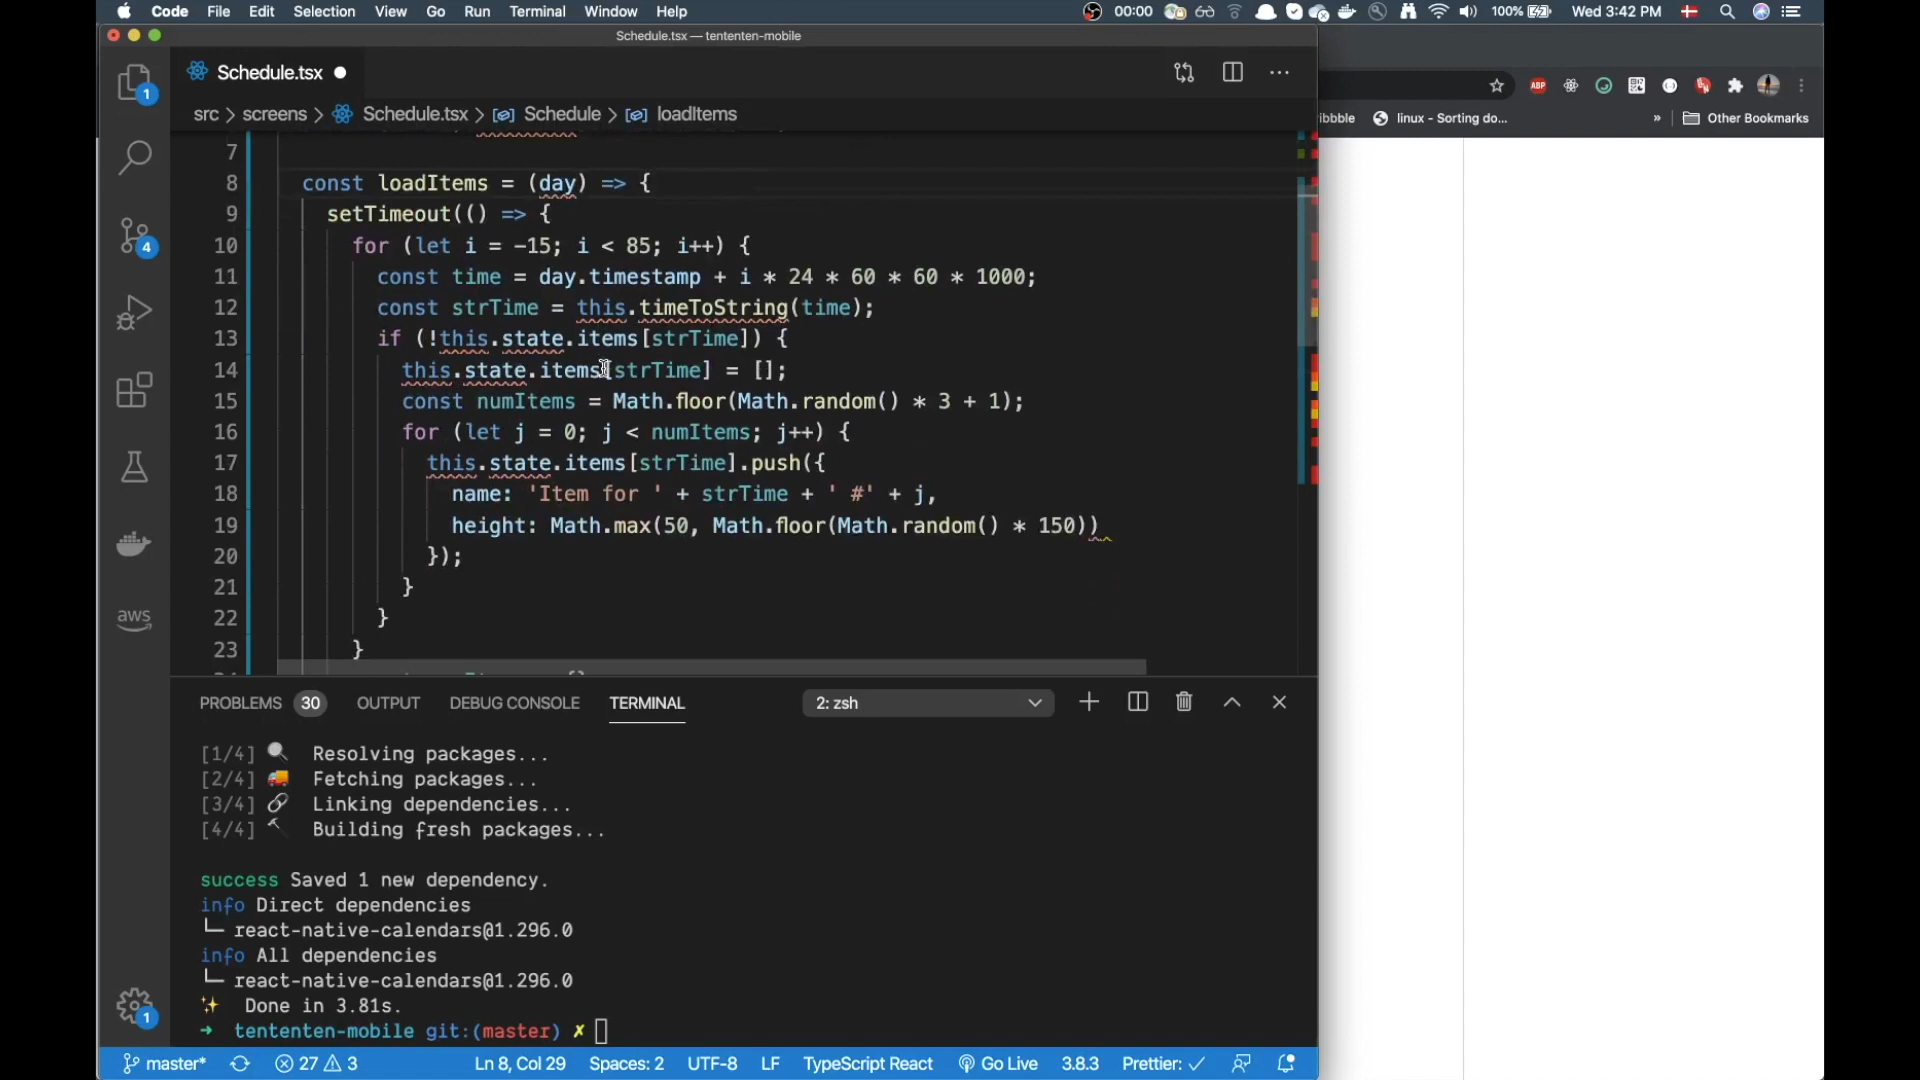 Code File Edit Selection View Go Run Terminal Window Help 00:00 100% Wed 3:42 PM
Schedule.tsx — tententen-mobile
Schedule.tsx
ABP
src > screens > Schedule.tsx > Schedule > loadItems
ibbble linux - Sorting do... » Other Bookmarks
7
8 const loadItems = (day) => {
9 setTimeout(() => {
10 for (let i = -15; i < 85; i++) {
11 const time = day.timestamp + i * 24 * 60 * 60 * 1000;
12 const strTime = this.timeToString(time);
13 if (!this.state.items[strTime]) {
14 this.state.items[strTime] = [];
15 const numItems = Math.floor(Math.random() * 3 + 1);
16 for (let j = 0; j < numItems; j++) {
17 this.state.items[strTime].push({
18 name: 'Item for ' + strTime + ' #' + j,
19 height: Math.max(50, Math.floor(Math.random() * 150))
20 });
21 }
22 }
23 }
1
4
aws
1
PROBLEMS 30 OUTPUT DEBUG CONSOLE TERMINAL 2: zsh
[1/4] 🔍 Resolving packages...
[2/4] 🚚 Fetching packages...
[3/4] 🔗 Linking dependencies...
[4/4] 🔨 Building fresh packages...
success Saved 1 new dependency.
info Direct dependencies
└─ react-native-calendars@1.296.0
info All dependencies
└─ react-native-calendars@1.296.0
✨ Done in 3.81s.
➜ tententen-mobile git:(master) ✗
master* 27 3 Ln 8, Col 29 Spaces: 2 UTF-8 LF TypeScript React Go Live 3.8.3 Prettier: ✓